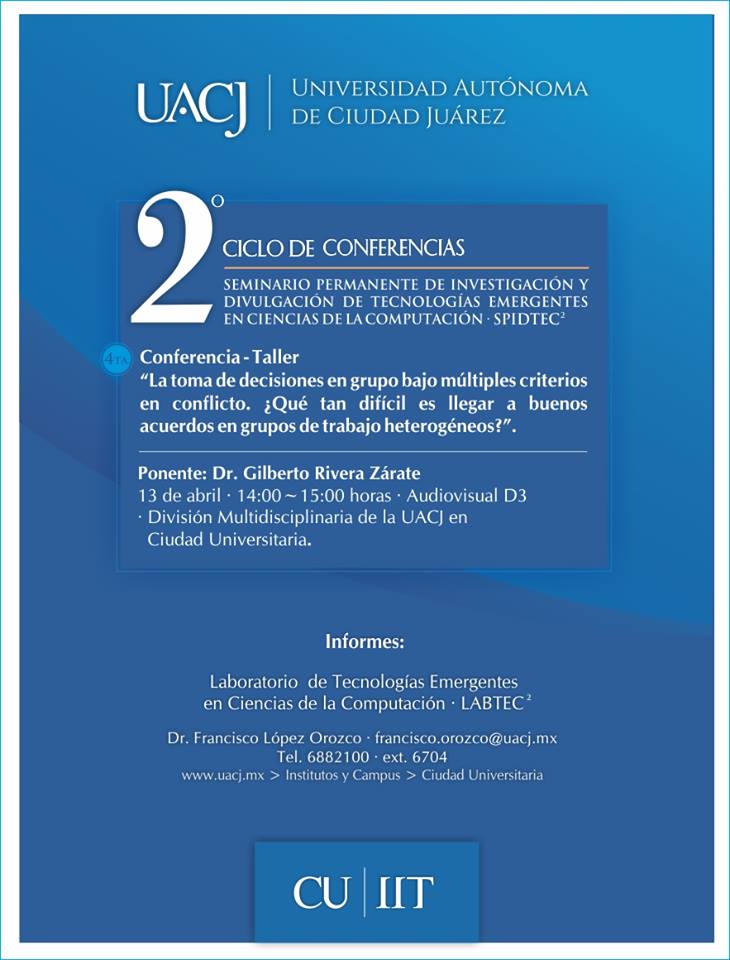 UACJ
UNIVERSIDAD AUTÓNOMA
DE CIUDAD JUÁREZ
2º
CICLO DE CONFERENCIAS
SEMINARIO PERMANENTE DE INVESTIGACIÓN Y
DIVULGACIÓN DE TECNOLOGÍAS EMERGENTES
EN CIENCIAS DE LA COMPUTACIÓN · SPIDTEC²
4TA
Conferencia - Taller
“La toma de decisiones en grupo bajo múltiples criterios
en conflicto. ¿Qué tan difícil es llegar a buenos
acuerdos en grupos de trabajo heterogéneos?”.
Ponente: Dr. Gilberto Rivera Zárate
13 de abril · 14:00 ~ 15:00 horas · Audiovisual D3
· División Multidisciplinaria de la UACJ en
Ciudad Universitaria.
Informes:
Laboratorio de Tecnologías Emergentes
en Ciencias de la Computación · LABTEC²
Dr. Francisco López Orozco · francisco.orozco@uacj.mx
Tel. 6882100 · ext. 6704
www.uacj.mx > Institutos y Campus > Ciudad Universitaria
CU | IIT